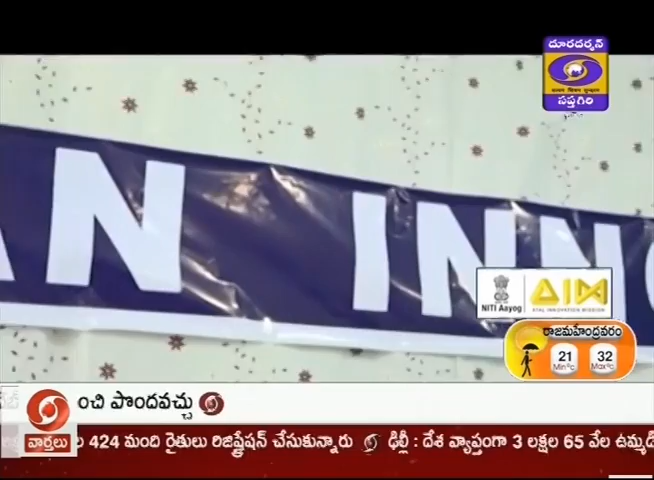 దూరదర్శన్
సప్తగిరి
AN INNO
NITI Aayog
AIM
ATAL INNOVATION MISSION
రాజమహేంద్రవరం
21 32
Min°C Max°C
ంచి పొందవచ్చు
వార్తలు
424 మంది రైతులు రిజిస్ట్రేషన్ చేసుకున్నారు ఢిల్లీ : దేశ వ్యాప్తంగా 3 లక్షల 65 వేల ఉమ్మడి